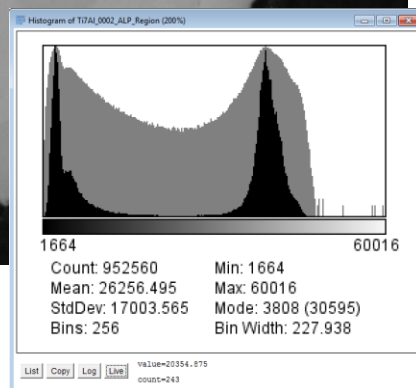 Histogram of Ti7Al_0002_ALP_Region (200%)
1664 60016
Count: 952560 Min: 1664
Mean: 26256.495 Max: 60016
StdDev: 17003.565 Mode: 3808 (30595)
Bins: 256 Bin Width: 227.938
List Copy Log Live value=20354.875
count=243